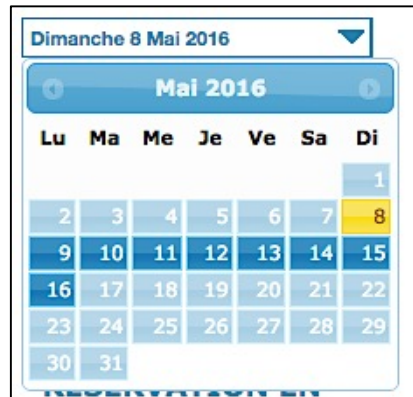 Dimanche 8 Mai 2016
Mai 2016
Lu Ma Me Je Ve Sa Di
1
2 3 4 5 6 7 8
9 10 11 12 13 14 15
16 17 18 19 20 21 22
23 24 25 26 27 28 29
30 31
RESERVATION EN